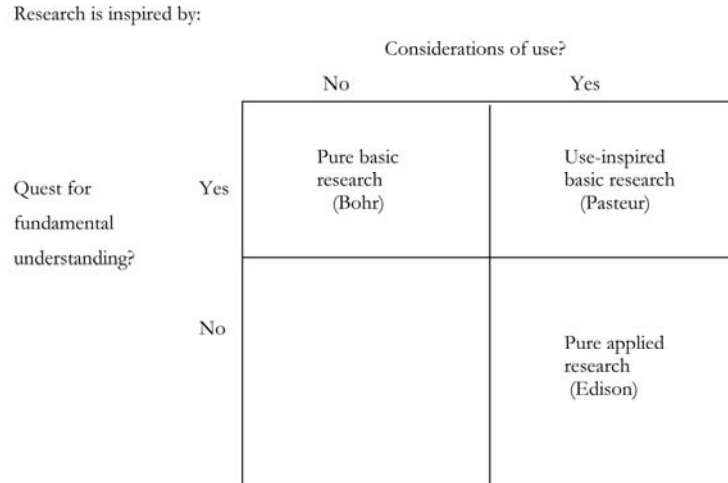 Research is inspired by:
Considerations of use?
No
Yes
Quest for
fundamental
understanding?
Yes
Pure basic
research
(Bohr)
Use-inspired
basic research
(Pasteur)
No
Pure applied
research
(Edison)